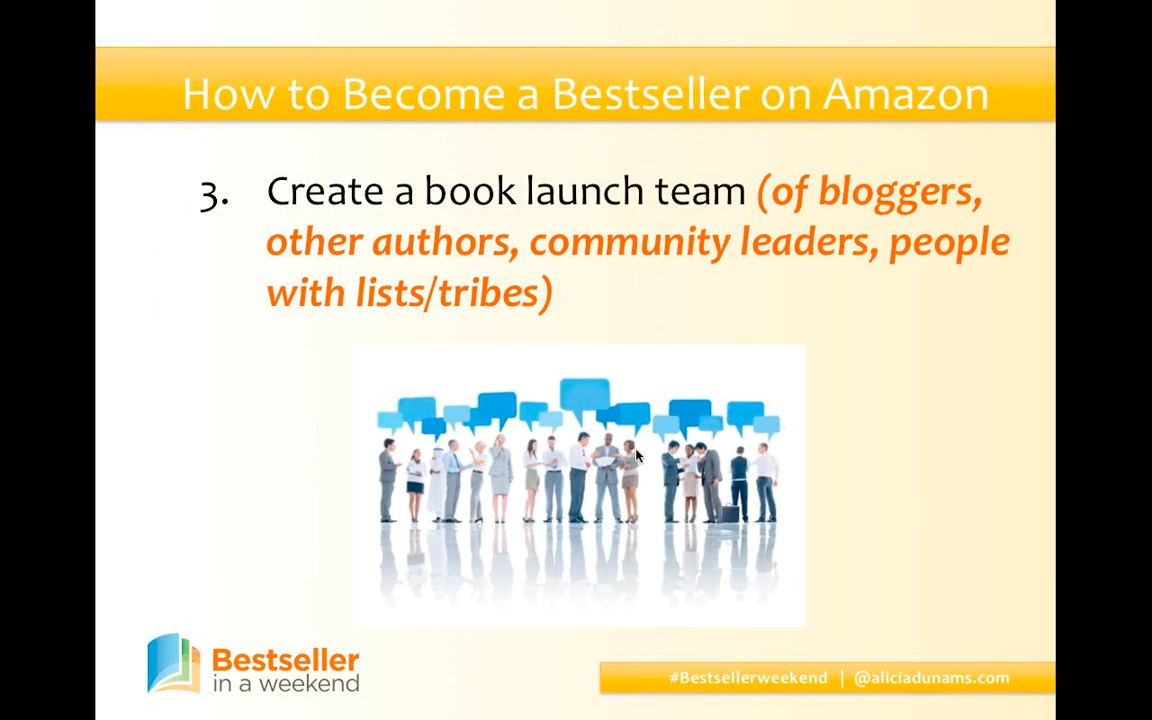 How to Become a Bestseller on Amazon
3. Create a book launch team (of bloggers,
other authors, community leaders, people
with lists/tribes)
Bestseller
in a weekend
#Bestsellerweekend | @aliciadunams.com